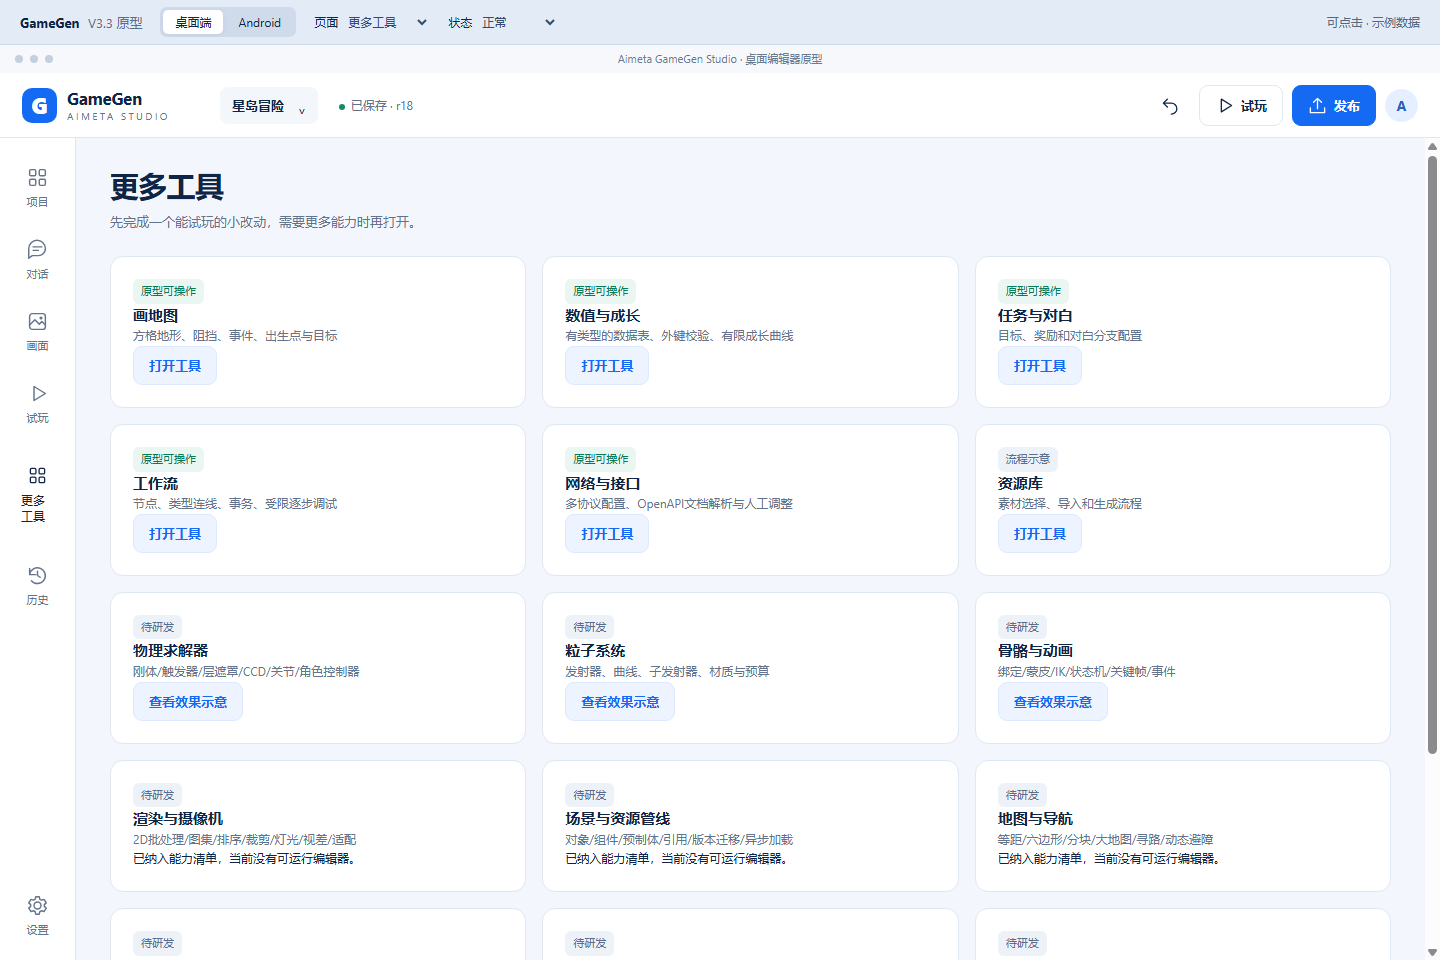 GameGen V3.3 原型 桌面端 Android 页面 更多工具 状态 正常 可点击 · 示例数据
Aimeta GameGen Studio · 桌面编辑器原型
G GameGen 星岛冒险 已保存 · r18 试玩 发布 A
AIMETA STUDIO
项目
对话
画面
试玩
更多
工具
历史
设置
更多工具
先完成一个能试玩的小改动，需要更多能力时再打开。
原型可操作
画地图
方格地形、阻挡、事件、出生点与目标
打开工具
原型可操作
数值与成长
有类型的数据表、外键校验、有限成长曲线
打开工具
原型可操作
任务与对白
目标、奖励和对白分支配置
打开工具
原型可操作
工作流
节点、类型连线、事务、受限逐步调试
打开工具
原型可操作
网络与接口
多协议配置、OpenAPI文档解析与人工调整
打开工具
流程示意
资源库
素材选择、导入和生成流程
打开工具
待研发
物理求解器
刚体/触发器/层遮罩/CCD/关节/角色控制器
查看效果示意
待研发
粒子系统
发射器、曲线、子发射器、材质与预算
查看效果示意
待研发
骨骼与动画
绑定/蒙皮/IK/状态机/关键帧/事件
查看效果示意
待研发
渲染与摄像机
2D批处理/图集/排序/裁剪/灯光/视差/适配
已纳入能力清单，当前没有可运行编辑器。
待研发
场景与资源管线
对象/组件/预制体/引用/版本迁移/异步加载
已纳入能力清单，当前没有可运行编辑器。
待研发
地图与导航
等距/六边形/分块/大地图/寻路/动态避障
已纳入能力清单，当前没有可运行编辑器。
待研发
待研发
待研发